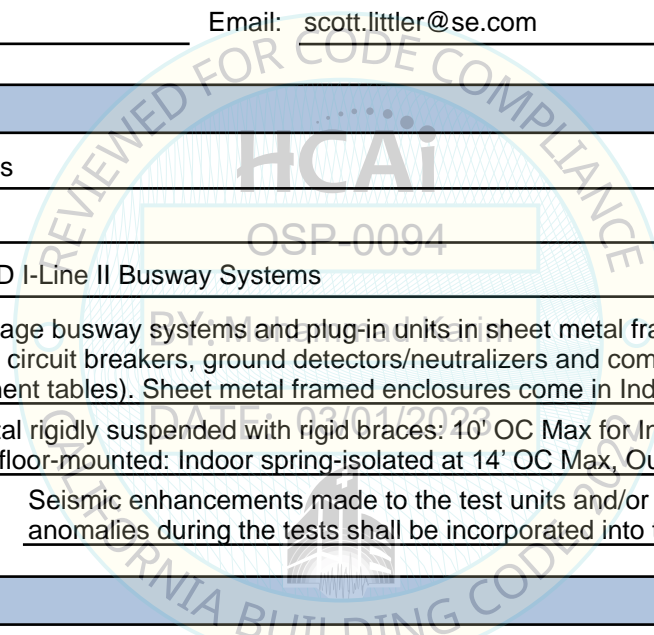 Email: scott.littler@se.com
REVIEWED FOR CODE COMPLIANCE
HCAi
s
OSP-0094
D I-Line II Busway Systems
age busway systems and plug-in units in sheet metal fra
BY: Mohammad Karim
circuit breakers, ground detectors/neutralizers and com
ent tables). Sheet metal framed enclosures come in Ind
DATE: 03/01/2023
tal rigidly suspended with rigid braces: 10' OC Max for In
floor-mounted: Indoor spring-isolated at 14' OC Max, Ou
Seismic enhancements made to the test units and/or
anomalies during the tests shall be incorporated into
CALIFORNIA BUILDING CODE 2022